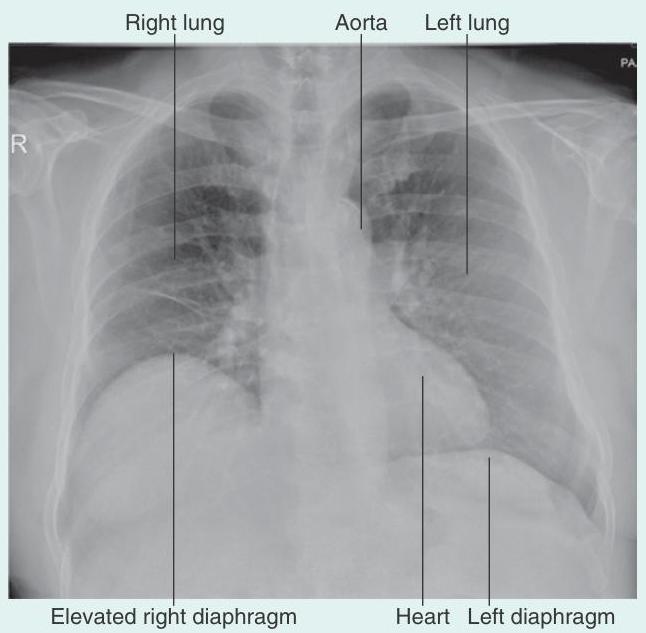 Right lung
Aorta
Left lung
PA
R
Elevated right diaphragm
Heart
Left diaphragm